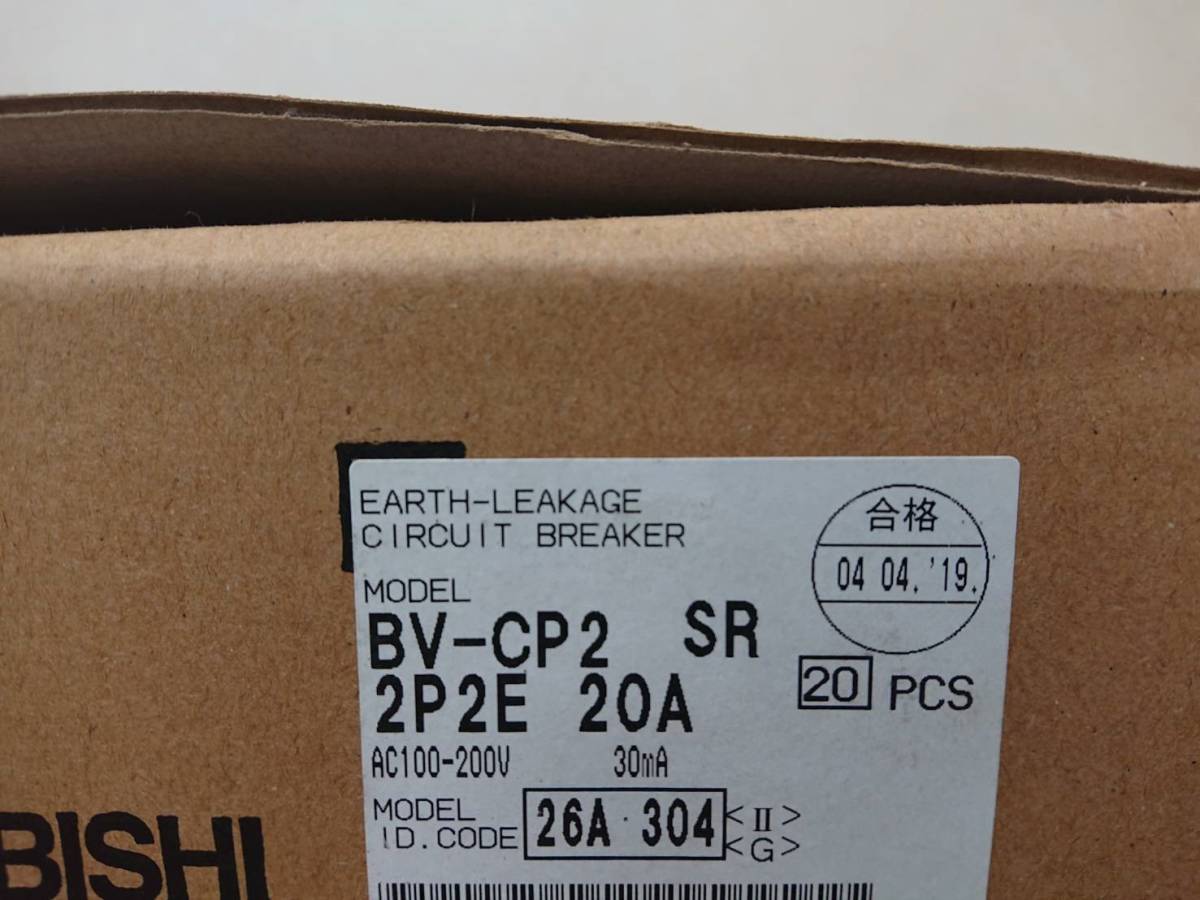 EARTH-LEAKAGE
CIRCUIT BREAKER
合格
04 04.'19.
MODEL
BV-CP2 SR
2P2E 20A
20 PCS
AC100-200V 30mA
MODEL
ID.CODE
26A 304
<II>
<G>
BISHI